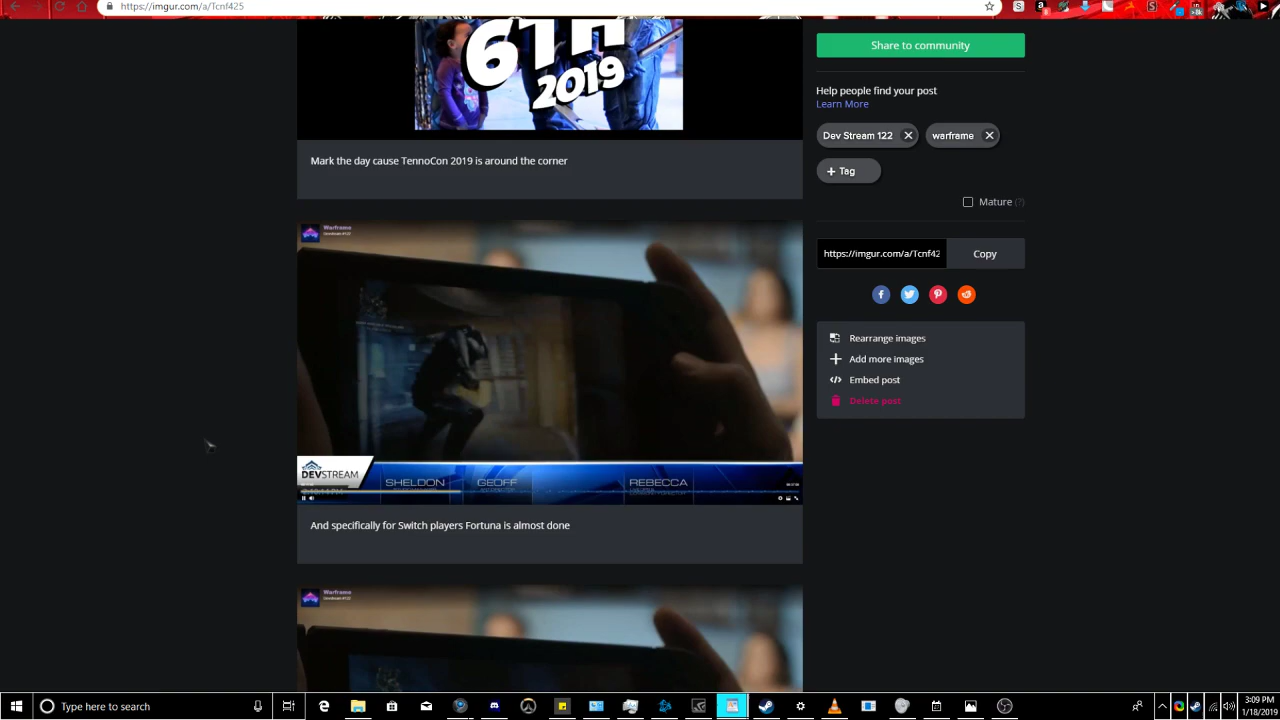 https://imgur.com/a/Tcnf425
6TH
2019
Mark the day cause TennoCon 2019 is around the corner
Warframe
DEVSTREAM
SHELDON
GEOFF
REBECCA
And specifically for Switch players Fortuna is almost done
Warframe
Share to community
Help people find your post
Learn More
Dev Stream 122
warframe
+ Tag
Mature (?)
https://imgur.com/a/Tcnf42
Copy
Rearrange images
Add more images
Embed post
Delete post
Type here to search
3:09 PM
1/18/2019